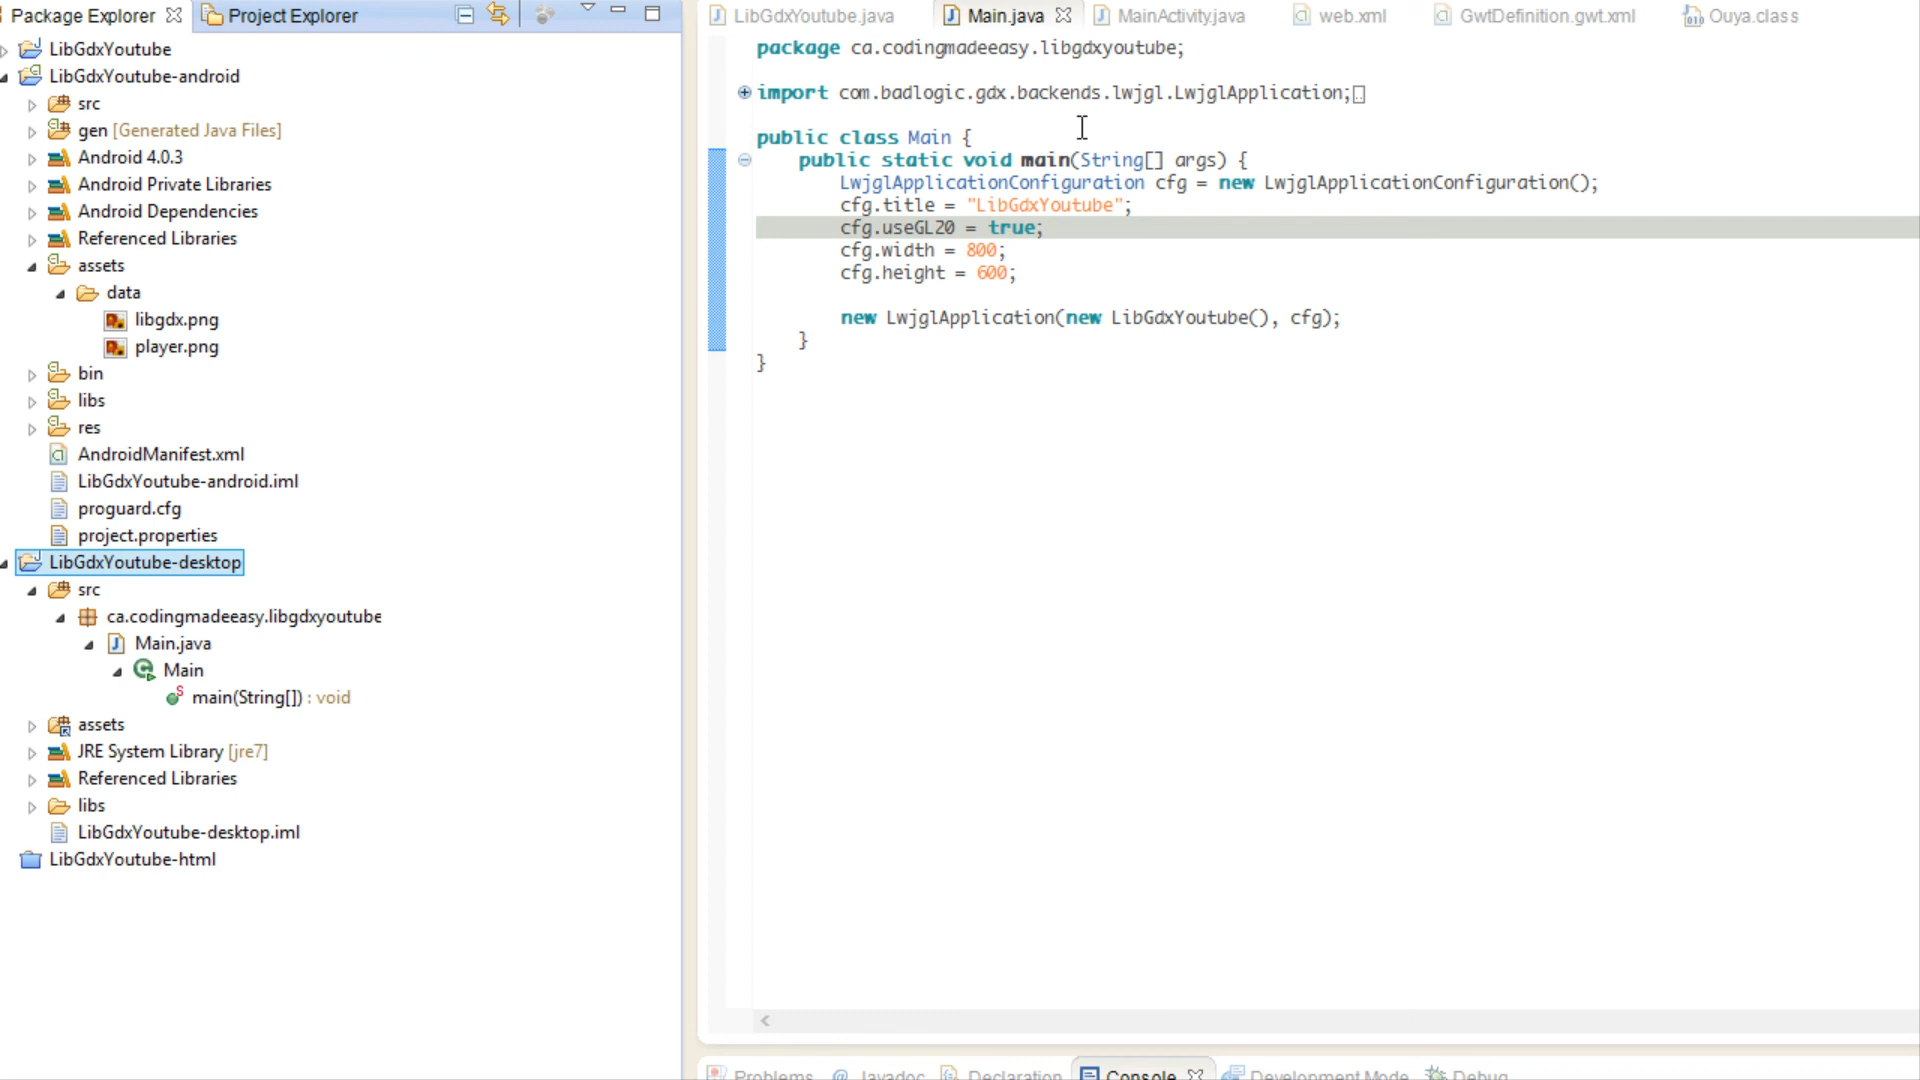 Package Explorer
Project Explorer
LibGdxYoutube
LibGdxYoutube-android
src
gen [Generated Java Files]
Android 4.0.3
Android Private Libraries
Android Dependencies
Referenced Libraries
assets
data
libgdx.png
player.png
bin
libs
res
AndroidManifest.xml
LibGdxYoutube-android.iml
proguard.cfg
project.properties
LibGdxYoutube-desktop
src
ca.codingmadeeasy.libgdxyoutube
Main.java
Main
main(String[]) : void
assets
JRE System Library [jre7]
Referenced Libraries
libs
LibGdxYoutube-desktop.iml
LibGdxYoutube-html
LibGdxYoutube.java
Main.java
MainActivity.java
web.xml
GwtDefinition.gwt.xml
Ouya.class
package ca.codingmadeeasy.libgdxyoutube;
import com.badlogic.gdx.backends.lwjgl.LwjglApplication;
public class Main {
public static void main(String[] args) {
LwjglApplicationConfiguration cfg = new LwjglApplicationConfiguration();
cfg.title = "LibGdxYoutube";
cfg.useGL20 = true;
cfg.width = 800;
cfg.height = 600;
new LwjglApplication(new LibGdxYoutube(), cfg);
}
}
Problems
@ Javadoc
Declaration
Console
Development Mode
Debug